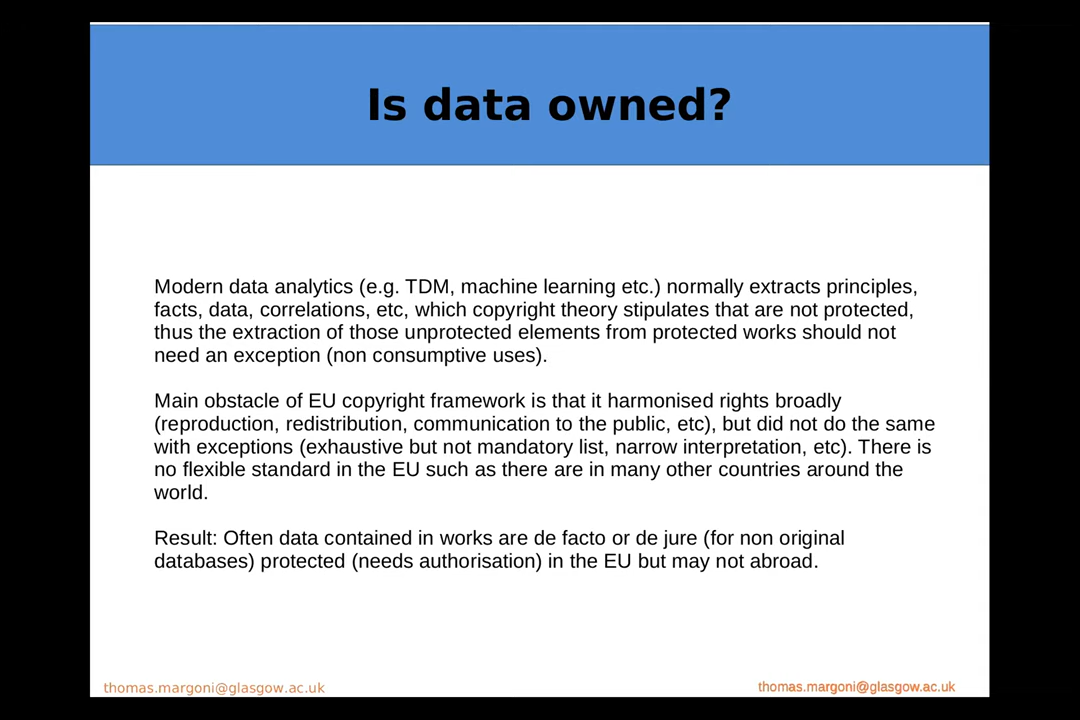 Is data owned?
Modern data analytics (e.g. TDM, machine learning etc.) normally extracts principles,
facts, data, correlations, etc, which copyright theory stipulates that are not protected,
thus the extraction of those unprotected elements from protected works should not
need an exception (non consumptive uses).
Main obstacle of EU copyright framework is that it harmonised rights broadly
(reproduction, redistribution, communication to the public, etc), but did not do the same
with exceptions (exhaustive but not mandatory list, narrow interpretation, etc). There is
no flexible standard in the EU such as there are in many other countries around the
world.
Result: Often data contained in works are de facto or de jure (for non original
databases) protected (needs authorisation) in the EU but may not abroad.
thomas.margoni@glasgow.ac.uk
thomas.margoni@glasgow.ac.uk